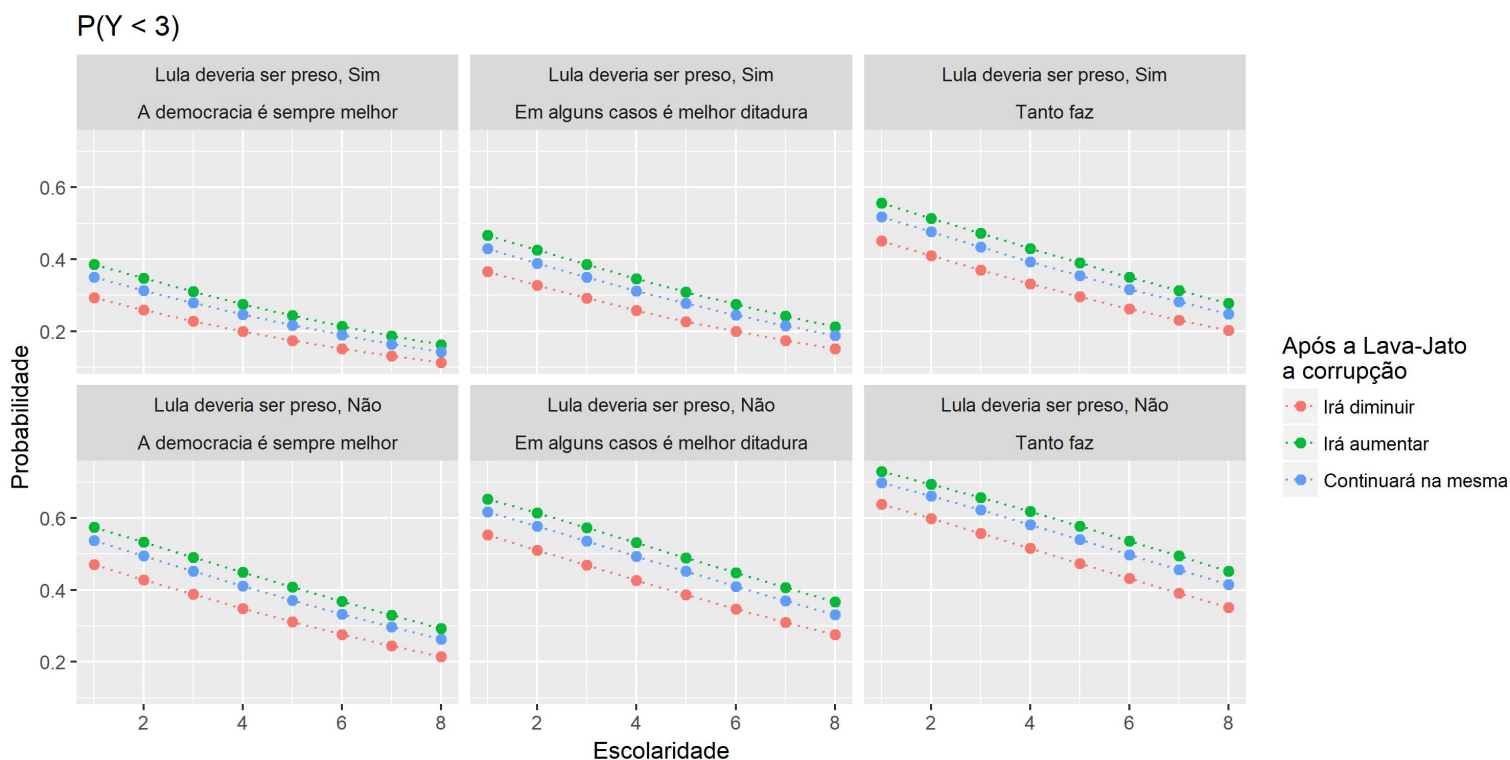 P(Y < 3)
Lula deveria ser preso, Sim
A democracia é sempre melhor
Lula deveria ser preso, Sim
Em alguns casos é melhor ditadura
Lula deveria ser preso, Sim
Tanto faz
0.6
0.4
0.2
Lula deveria ser preso, Não
A democracia é sempre melhor
Lula deveria ser preso, Não
Em alguns casos é melhor ditadura
Lula deveria ser preso, Não
Tanto faz
0.6
0.4
0.2
2 4 6 8
2 4 6 8
2 4 6 8
Probabilidade
Escolaridade
Após a Lava-Jato
a corrupção
Irá diminuir
Irá aumentar
Continuará na mesma